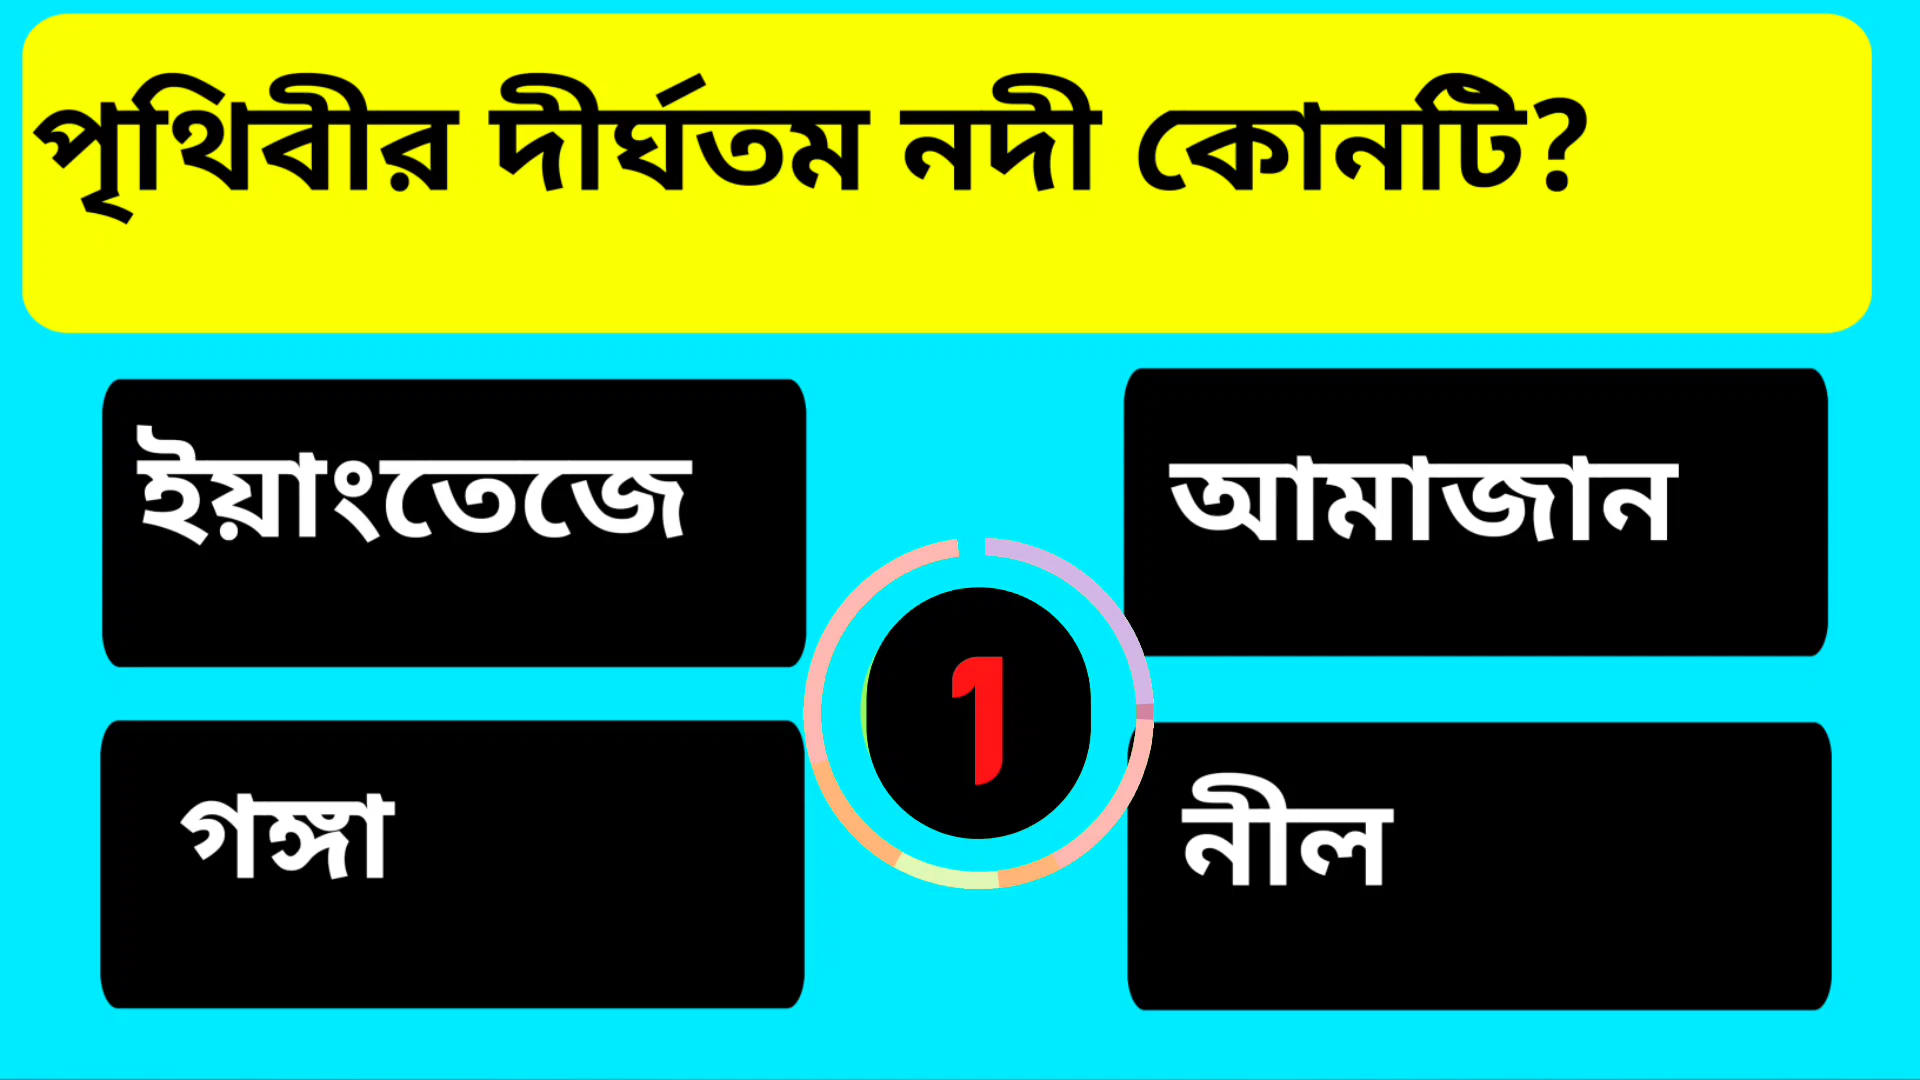 পৃথিবীর দীর্ঘতম নদী কোনটি?
ইয়াংতেজে
আমাজান
1
গঙ্গা
নীল